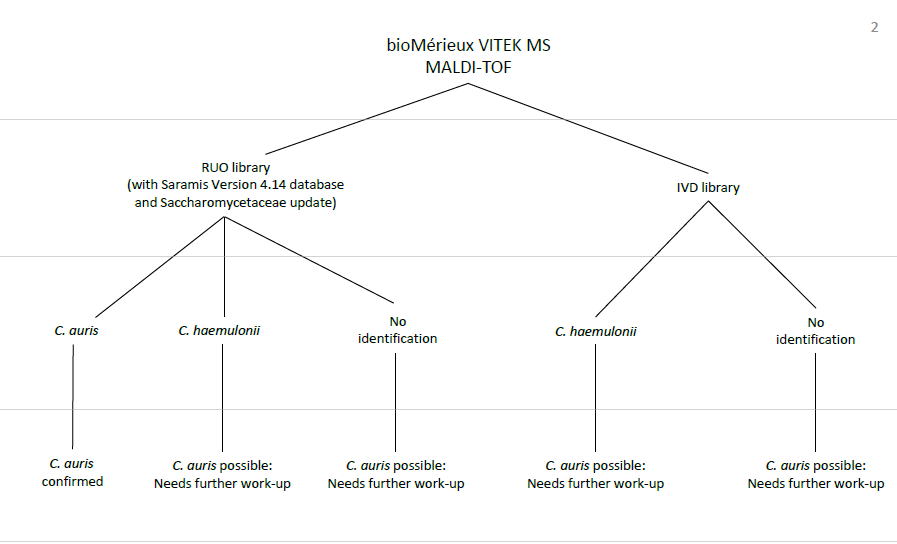 2
bioMérieux VITEK MS
MALDI-TOF
RUO library
(with Saramis Version 4.14 database
and Saccharomycetaceae update)
IVD library
C. auris
C. haemulonii
No
identification
C. haemulonii
No
identification
C. auris
confirmed
C. auris possible:
Needs further work-up
C. auris possible:
Needs further work-up
C. auris possible:
Needs further work-up
C. auris possible:
Needs further work-up